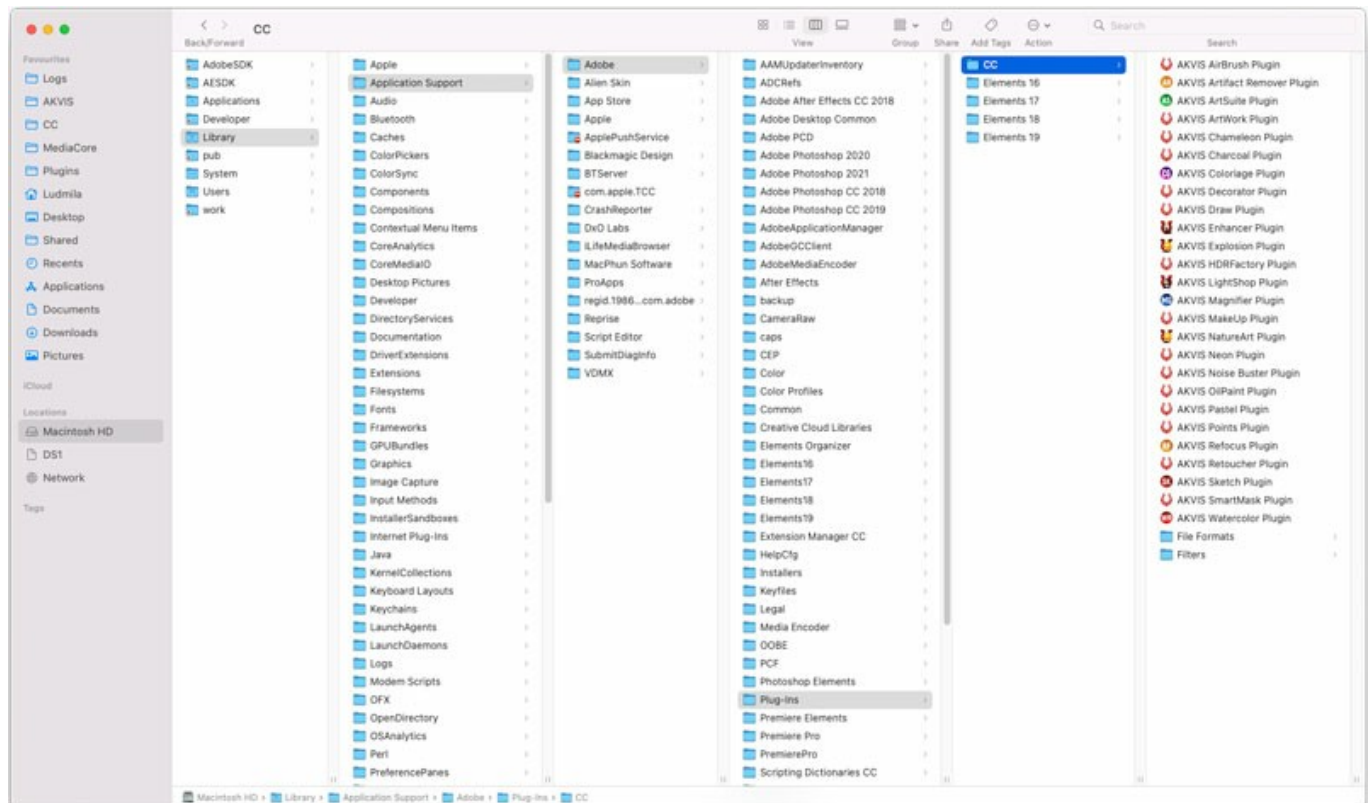 CC
Back/Forward
View
Group
Share
Add Tags
Action
Search
Search
Favourites
Logs
AKVIS
CC
MediaCore
Plugins
Ludmila
Desktop
Shared
Recents
Applications
Documents
Downloads
Pictures
iCloud
Locations
Macintosh HD
DS1
Network
Tags
AdobeSDK
AESDK
Applications
Developer
Library
pub
System
Users
work
Apple
Application Support
Audio
Bluetooth
Caches
ColorPickers
ColorSync
Components
Compositions
Contextual Menu Items
CoreAnalytics
CoreMediaIO
Desktop Pictures
Developer
DirectoryServices
Documentation
DriverExtensions
Extensions
Filesystems
Fonts
Frameworks
GPUBundles
Graphics
Image Capture
Input Methods
InstallerSandboxes
Internet Plug-Ins
Java
KernelCollections
Keyboard Layouts
Keychains
LaunchAgents
LaunchDaemons
Logs
Modem Scripts
OFX
OpenDirectory
OSAnalytics
Perl
PreferencePanes
Adobe
Alien Skin
App Store
Apple
ApplePushService
Blackmagic Design
BTServer
com.apple.TCC
CrashReporter
DxO Labs
iLifeMediaBrowser
MacPhun Software
ProApps
regid.1986...com.adobe
Reprise
Script Editor
SubmitDiagInfo
VDMX
AAMUpdaterInventory
ADCRefs
Adobe After Effects CC 2018
Adobe Desktop Common
Adobe PCD
Adobe Photoshop 2020
Adobe Photoshop 2021
Adobe Photoshop CC 2018
Adobe Photoshop CC 2019
AdobeApplicationManager
AdobeGCClient
AdobeMediaEncoder
After Effects
backup
CameraRaw
caps
CEP
Color
Color Profiles
Common
Creative Cloud Libraries
Elements Organizer
Elements16
Elements17
Elements18
Elements19
Extension Manager CC
HelpCfg
Installers
Keyfiles
Legal
Media Encoder
OOBE
PCF
Photoshop Elements
Plug-Ins
Premiere Elements
Premiere Pro
PremierePro
Scripting Dictionaries CC
CC
Elements 16
Elements 17
Elements 18
Elements 19
AKVIS AirBrush Plugin
AKVIS Artifact Remover Plugin
AKVIS ArtSuite Plugin
AKVIS ArtWork Plugin
AKVIS Chameleon Plugin
AKVIS Charcoal Plugin
AKVIS Coloriage Plugin
AKVIS Decorator Plugin
AKVIS Draw Plugin
AKVIS Enhancer Plugin
AKVIS Explosion Plugin
AKVIS HDRFactory Plugin
AKVIS LightShop Plugin
AKVIS Magnifier Plugin
AKVIS MakeUp Plugin
AKVIS NatureArt Plugin
AKVIS Neon Plugin
AKVIS Noise Buster Plugin
AKVIS OilPaint Plugin
AKVIS Pastel Plugin
AKVIS Points Plugin
AKVIS Refocus Plugin
AKVIS Retoucher Plugin
AKVIS Sketch Plugin
AKVIS SmartMask Plugin
AKVIS Watercolor Plugin
File Formats
Filters
Macintosh HD › Library › Application Support › Adobe › Plug-Ins › CC